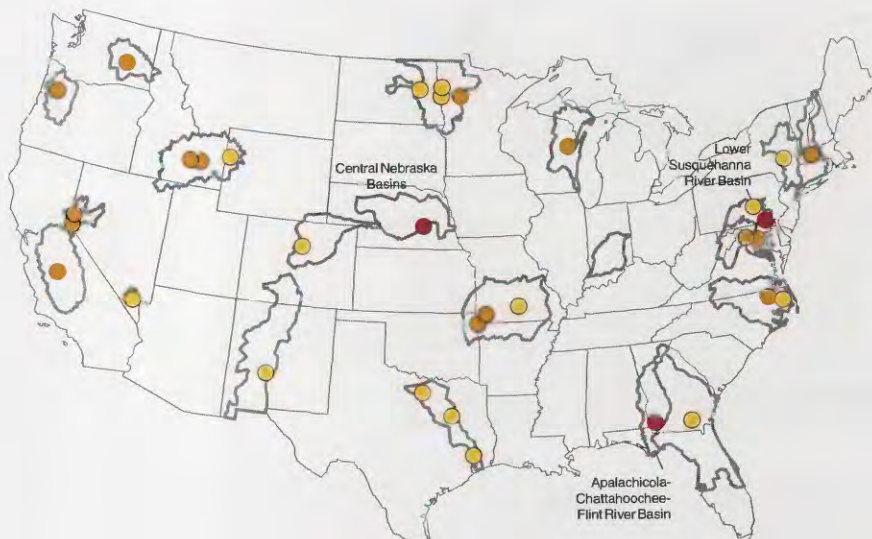 Central Nebraska
Basins
Lower
Susquehanna
River Basin
Apalachicola-
Chattahoochee-
Flint River Basin